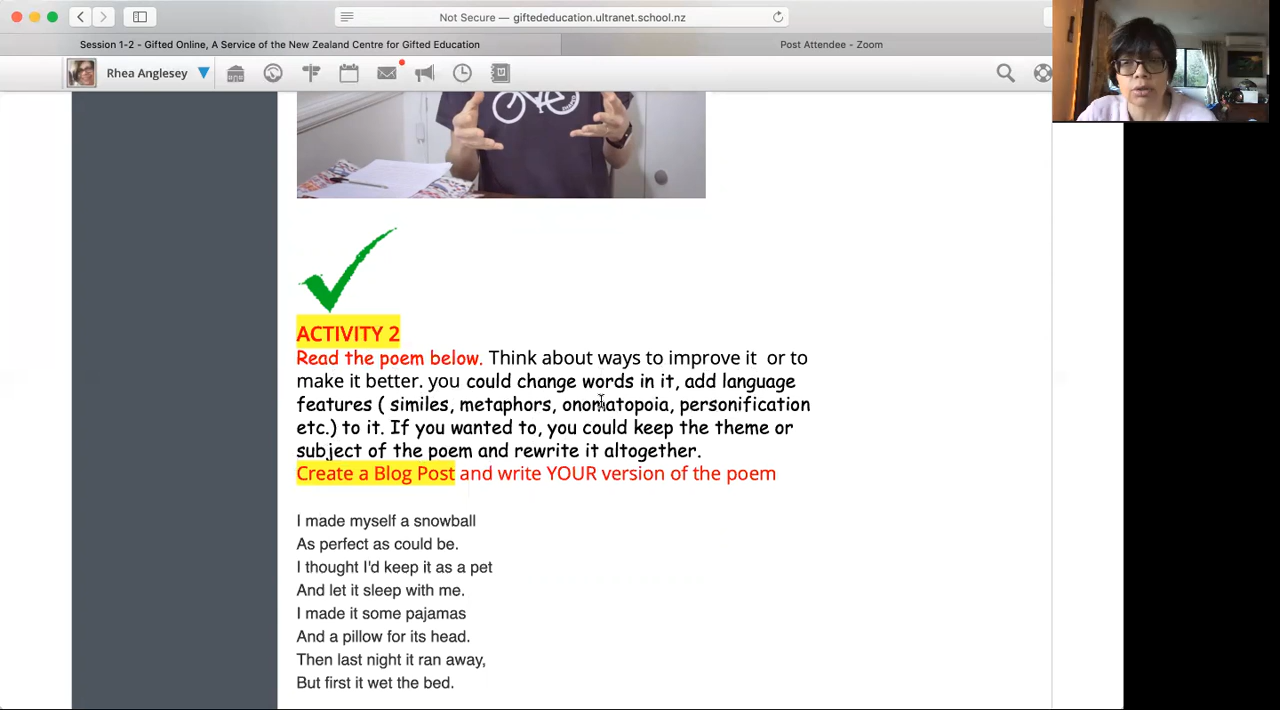 Not Secure — giftededucation.ultranet.school.nz
Session 1-2 - Gifted Online, A Service of the New Zealand Centre for Gifted Education
Post Attendee - Zoom
Rhea Anglesey
ACTIVITY 2
Read the poem below. Think about ways to improve it or to
make it better. you could change words in it, add language
features ( similes, metaphors, onomatopoia, personification
etc.) to it. If you wanted to, you could keep the theme or
subject of the poem and rewrite it altogether.
Create a Blog Post and write YOUR version of the poem
I made myself a snowball
As perfect as could be.
I thought I'd keep it as a pet
And let it sleep with me.
I made it some pajamas
And a pillow for its head.
Then last night it ran away,
But first it wet the bed.